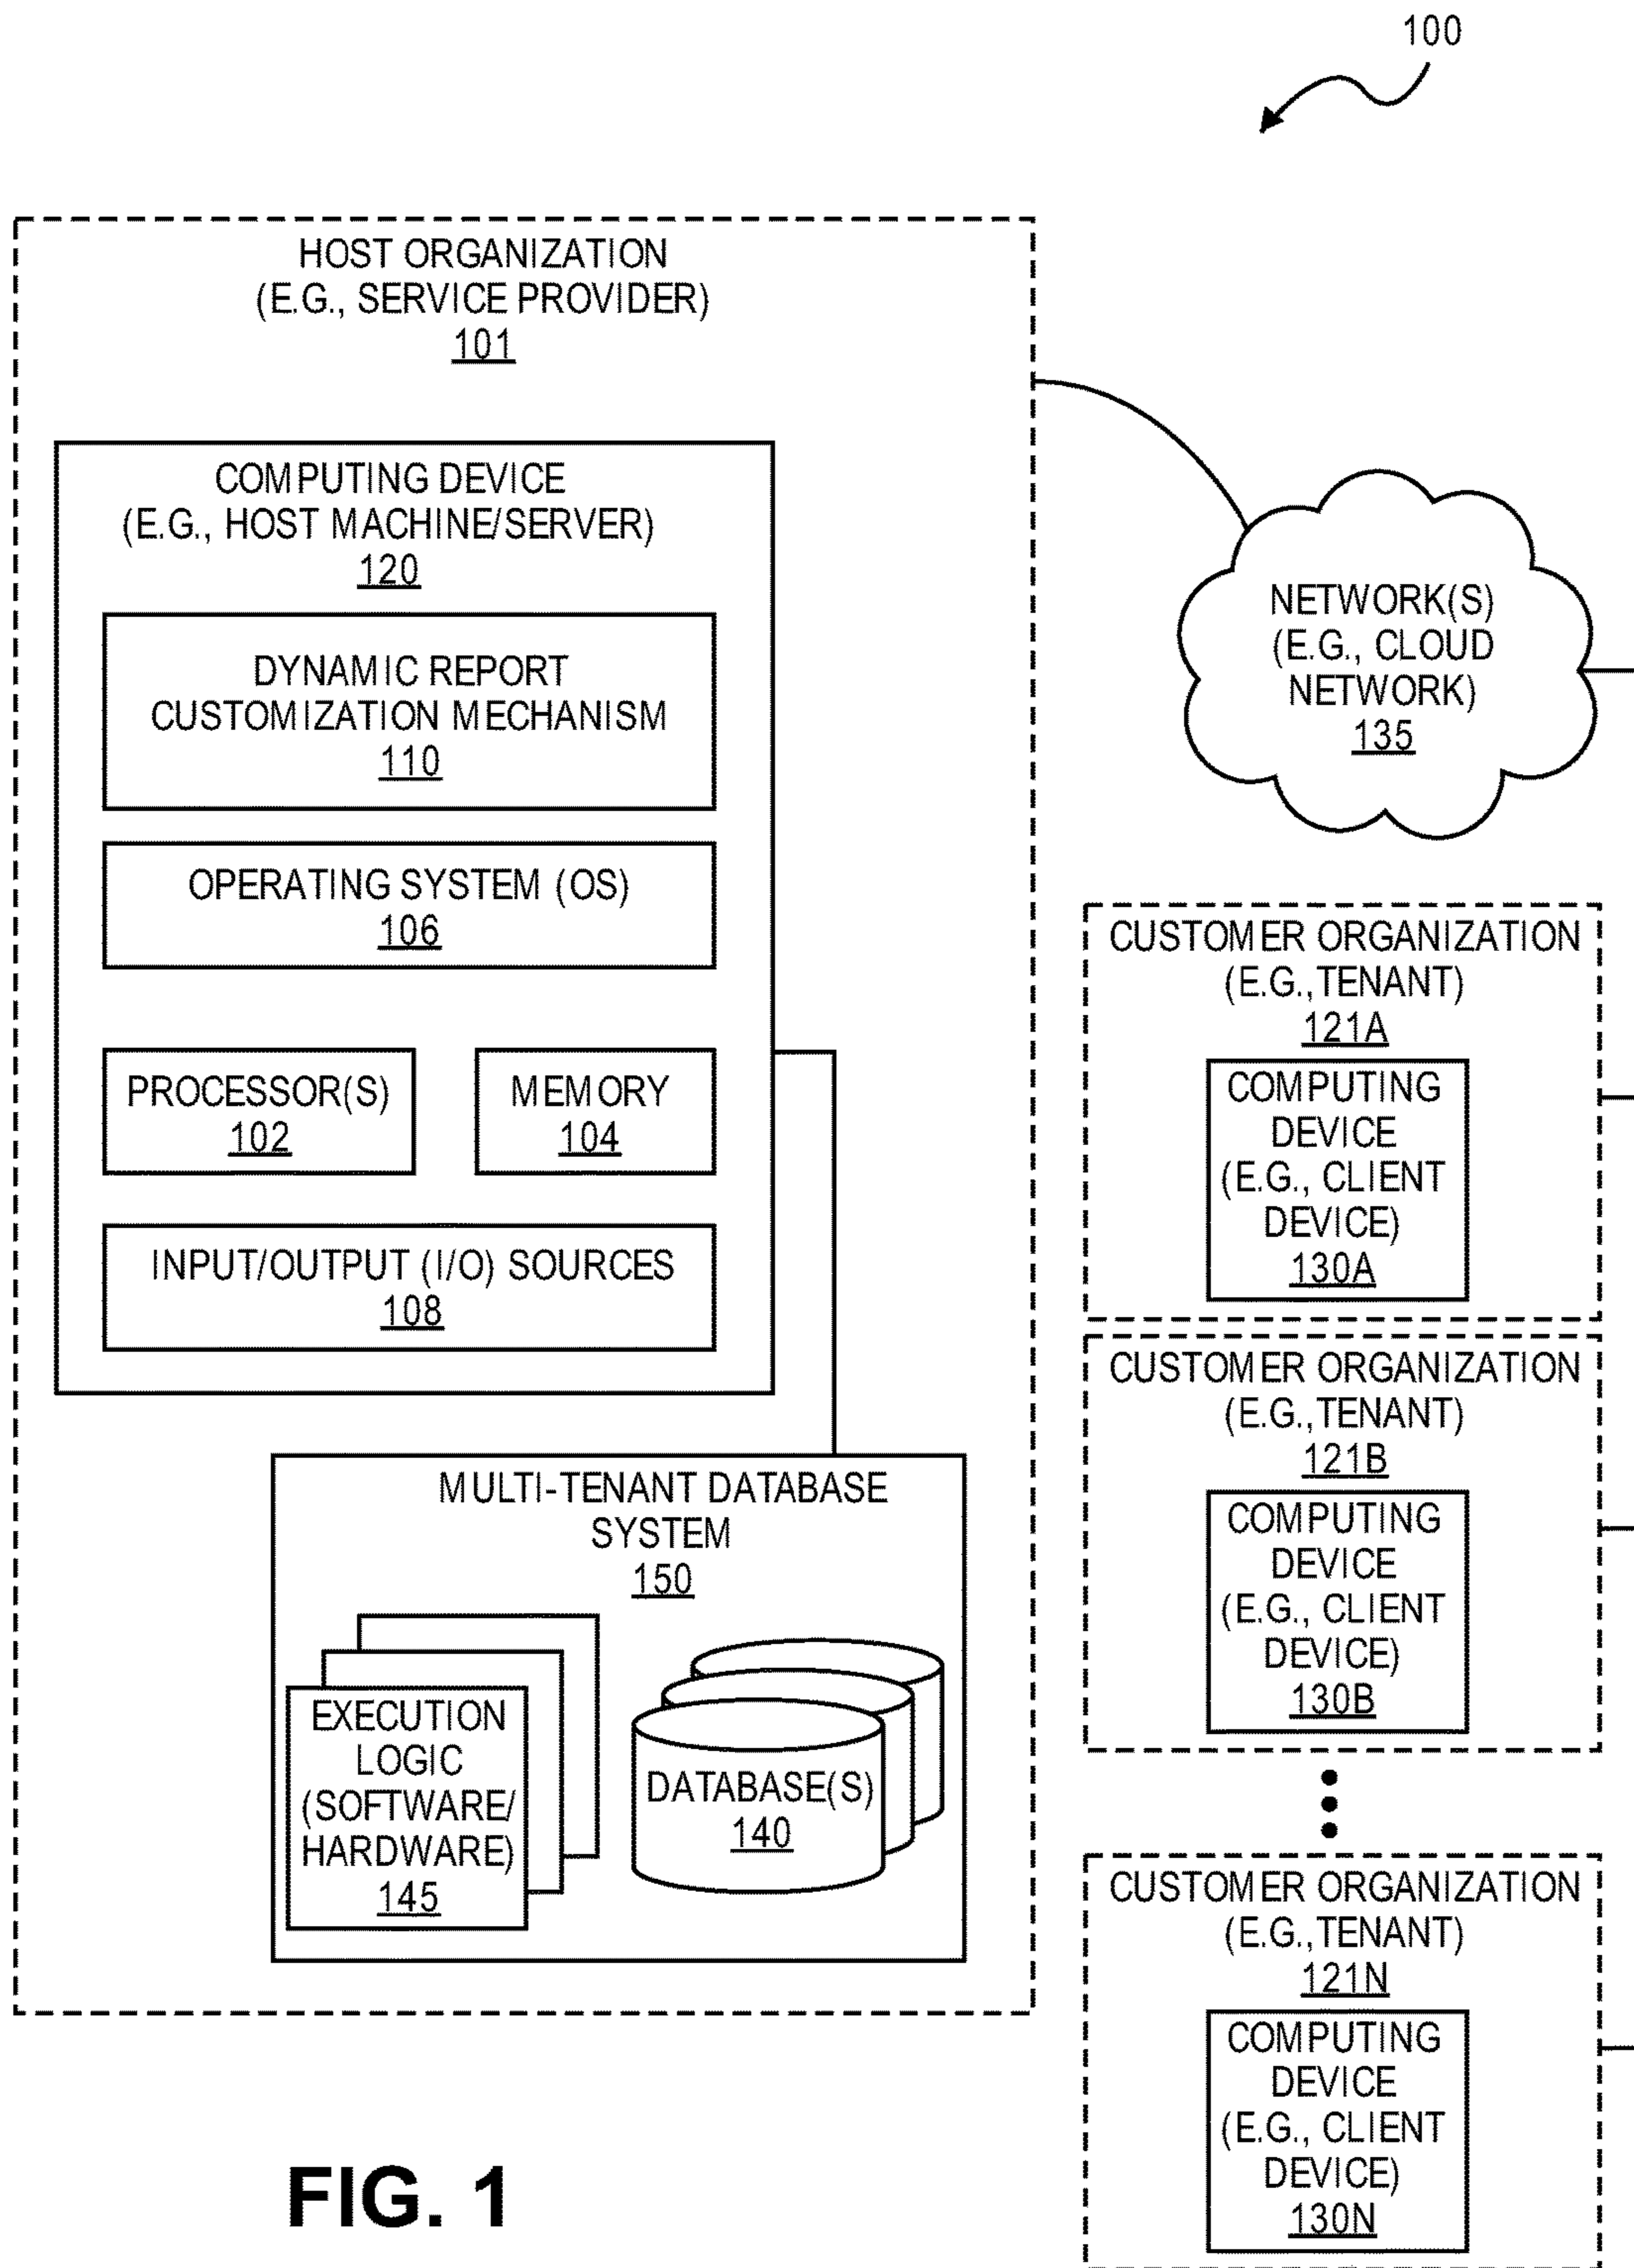 100
HOST ORGANIZATION
(E.G., SERVICE PROVIDER)
101
COMPUTING DEVICE
(E.G., HOST MACHINE/SERVER)
120
DYNAMIC REPORT
CUSTOMIZATION MECHANISM
110
OPERATING SYSTEM (OS)
106
PROCESSOR(S)
102
MEMORY
104
INPUT/OUTPUT (I/O) SOURCES
108
MULTI-TENANT DATABASE
SYSTEM
150
EXECUTION
LOGIC
(SOFTWARE/
HARDWARE)
145
DATABASE(S)
140
NETWORK(S)
(E.G., CLOUD
NETWORK)
135
CUSTOMER ORGANIZATION
(E.G.,TENANT)
121A
COMPUTING
DEVICE
(E.G., CLIENT
DEVICE)
130A
CUSTOMER ORGANIZATION
(E.G.,TENANT)
121B
COMPUTING
DEVICE
(E.G., CLIENT
DEVICE)
130B
CUSTOMER ORGANIZATION
(E.G.,TENANT)
121N
COMPUTING
DEVICE
(E.G., CLIENT
DEVICE)
130N
FIG. 1